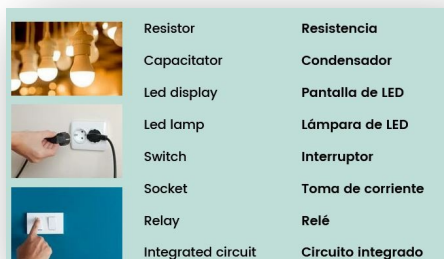 Resistor Resistencia
Capacitator Condensador
Led display Pantalla de LED
Led lamp Lámpara de LED
Switch Interruptor
Socket Toma de corriente
Relay Relé
Integrated circuit Circuito integrado